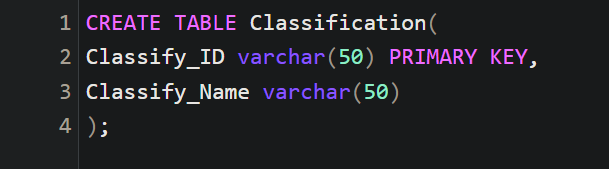 1 CREATE TABLE Classification(
2 Classify_ID varchar(50) PRIMARY KEY,
3 Classify_Name varchar(50)
4 );